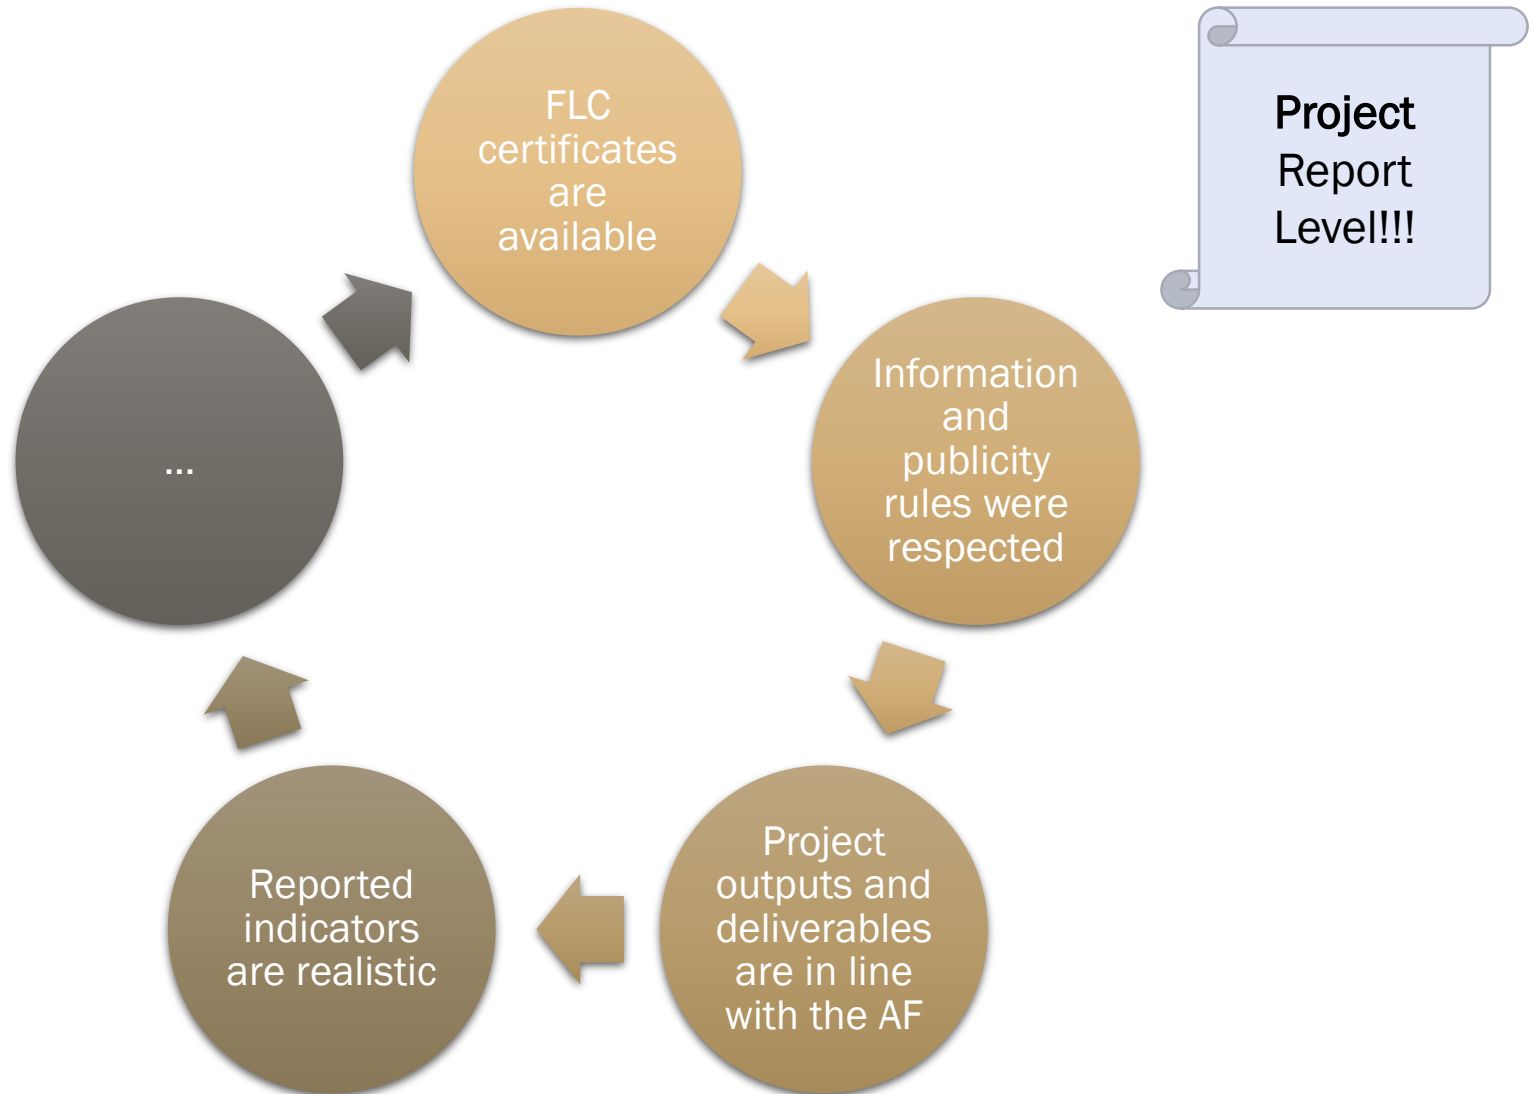 FLC
certificates
are
available
Project
Report
Level!!!
Information
and
publicity
rules were
respected
...
Project
outputs and
deliverables
are in line
with the AF
Reported
indicators
are realistic